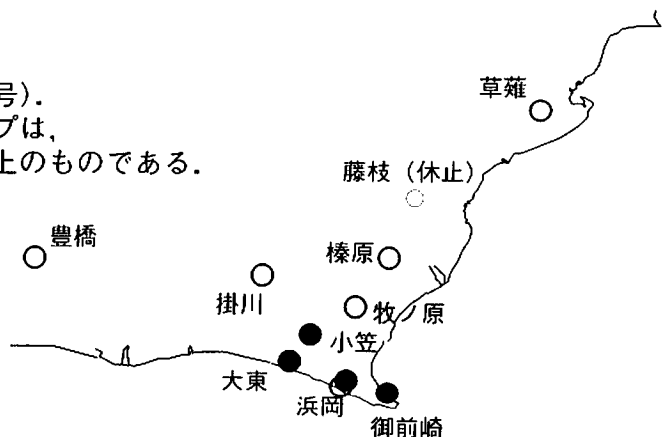 号).
プは,
上のものである.
草薙
藤枝（休止）
豊橋
榛原
掛川
牧ノ原
小笠
大東
浜岡
御前崎